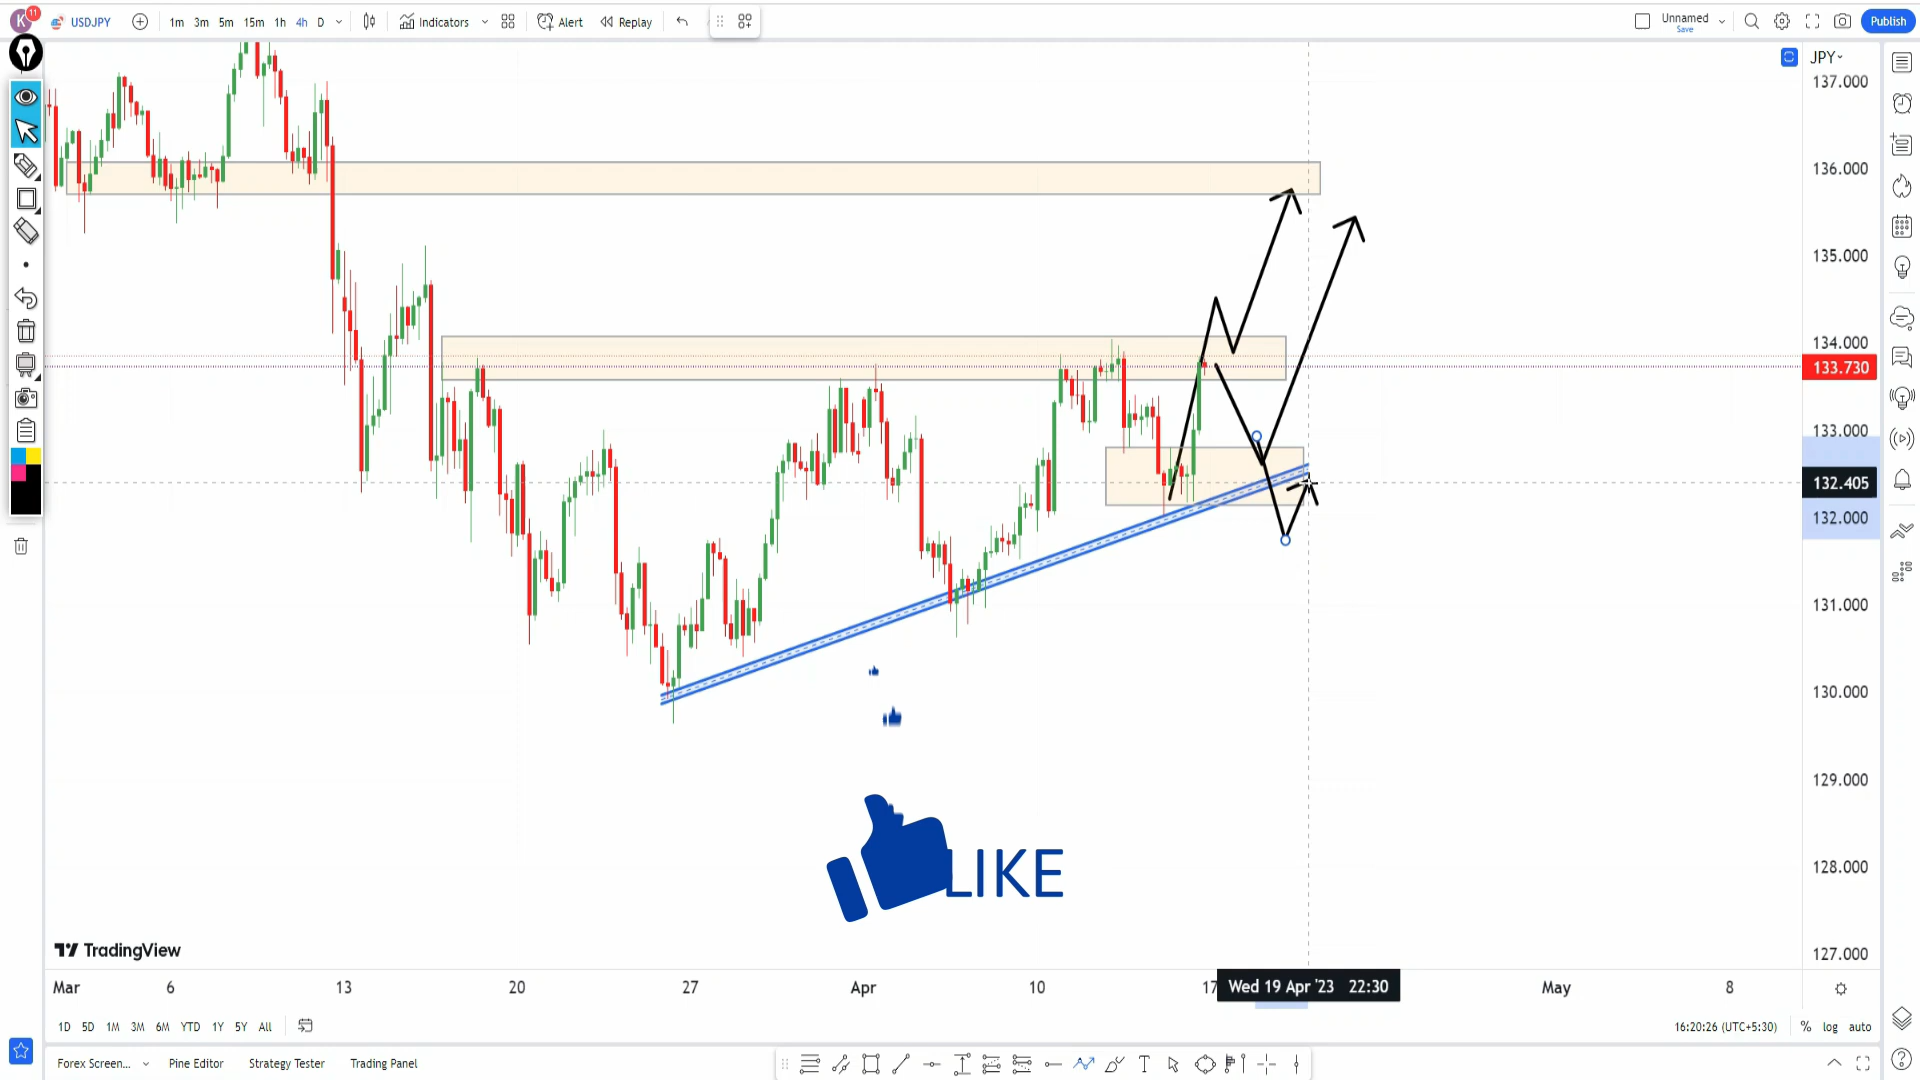 K 11 USDJPY 1m 3m 5m 15m 1h 4h D Indicators Alert Replay Unnamed Save Publish
JPY
137.000
136.000
135.000
134.000
133.730
133.000
132.405
132.000
131.000
130.000
129.000
128.000
127.000
LIKE
TradingView
Mar 6 13 20 27 Apr 10 17 Wed 19 Apr '23 22:30 May 8
1D 5D 1M 3M 6M YTD 1Y 5Y All 16:20:26 (UTC+5:30) % log auto
Forex Screen... Pine Editor Strategy Tester Trading Panel